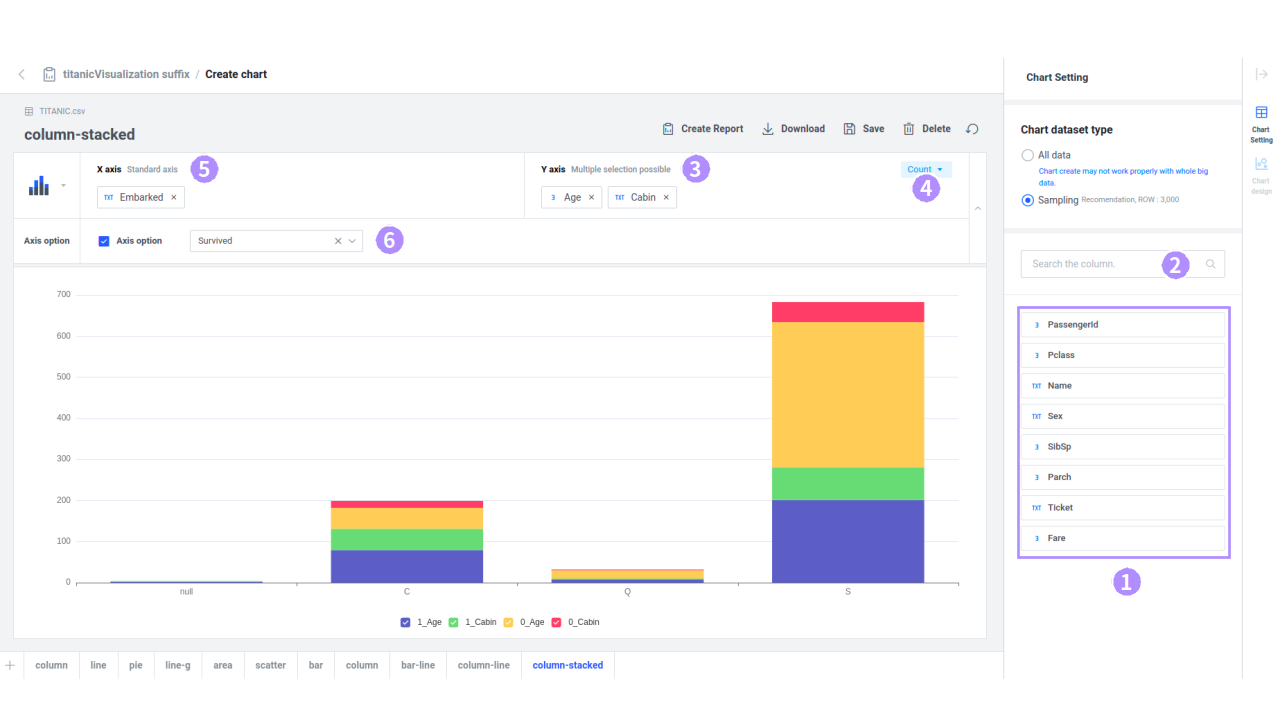 titanicVisualization suffix / Create chart
TITANIC.csv
column-stacked
Create Report
Download
Save
Delete
X axis Standard axis
5
TXT Embarked ×
Y axis Multiple selection possible
3
3 Age ×
TXT Cabin ×
Count
4
Axis option
Axis option
Survived
6
700
600
500
400
300
200
100
0
null
C
Q
S
1_Age
1_Cabin
0_Age
0_Cabin
+
column
line
pie
line-g
area
scatter
bar
column
bar-line
column-line
column-stacked
Chart Setting
Chart dataset type
All data
Chart create may not work properly with whole big
data.
Sampling Recomendation, ROW : 3,000
Search the column.
2
3 PassengerId
3 Pclass
TXT Name
TXT Sex
3 SibSp
3 Parch
TXT Ticket
3 Fare
1
Chart
Setting
Chart
design